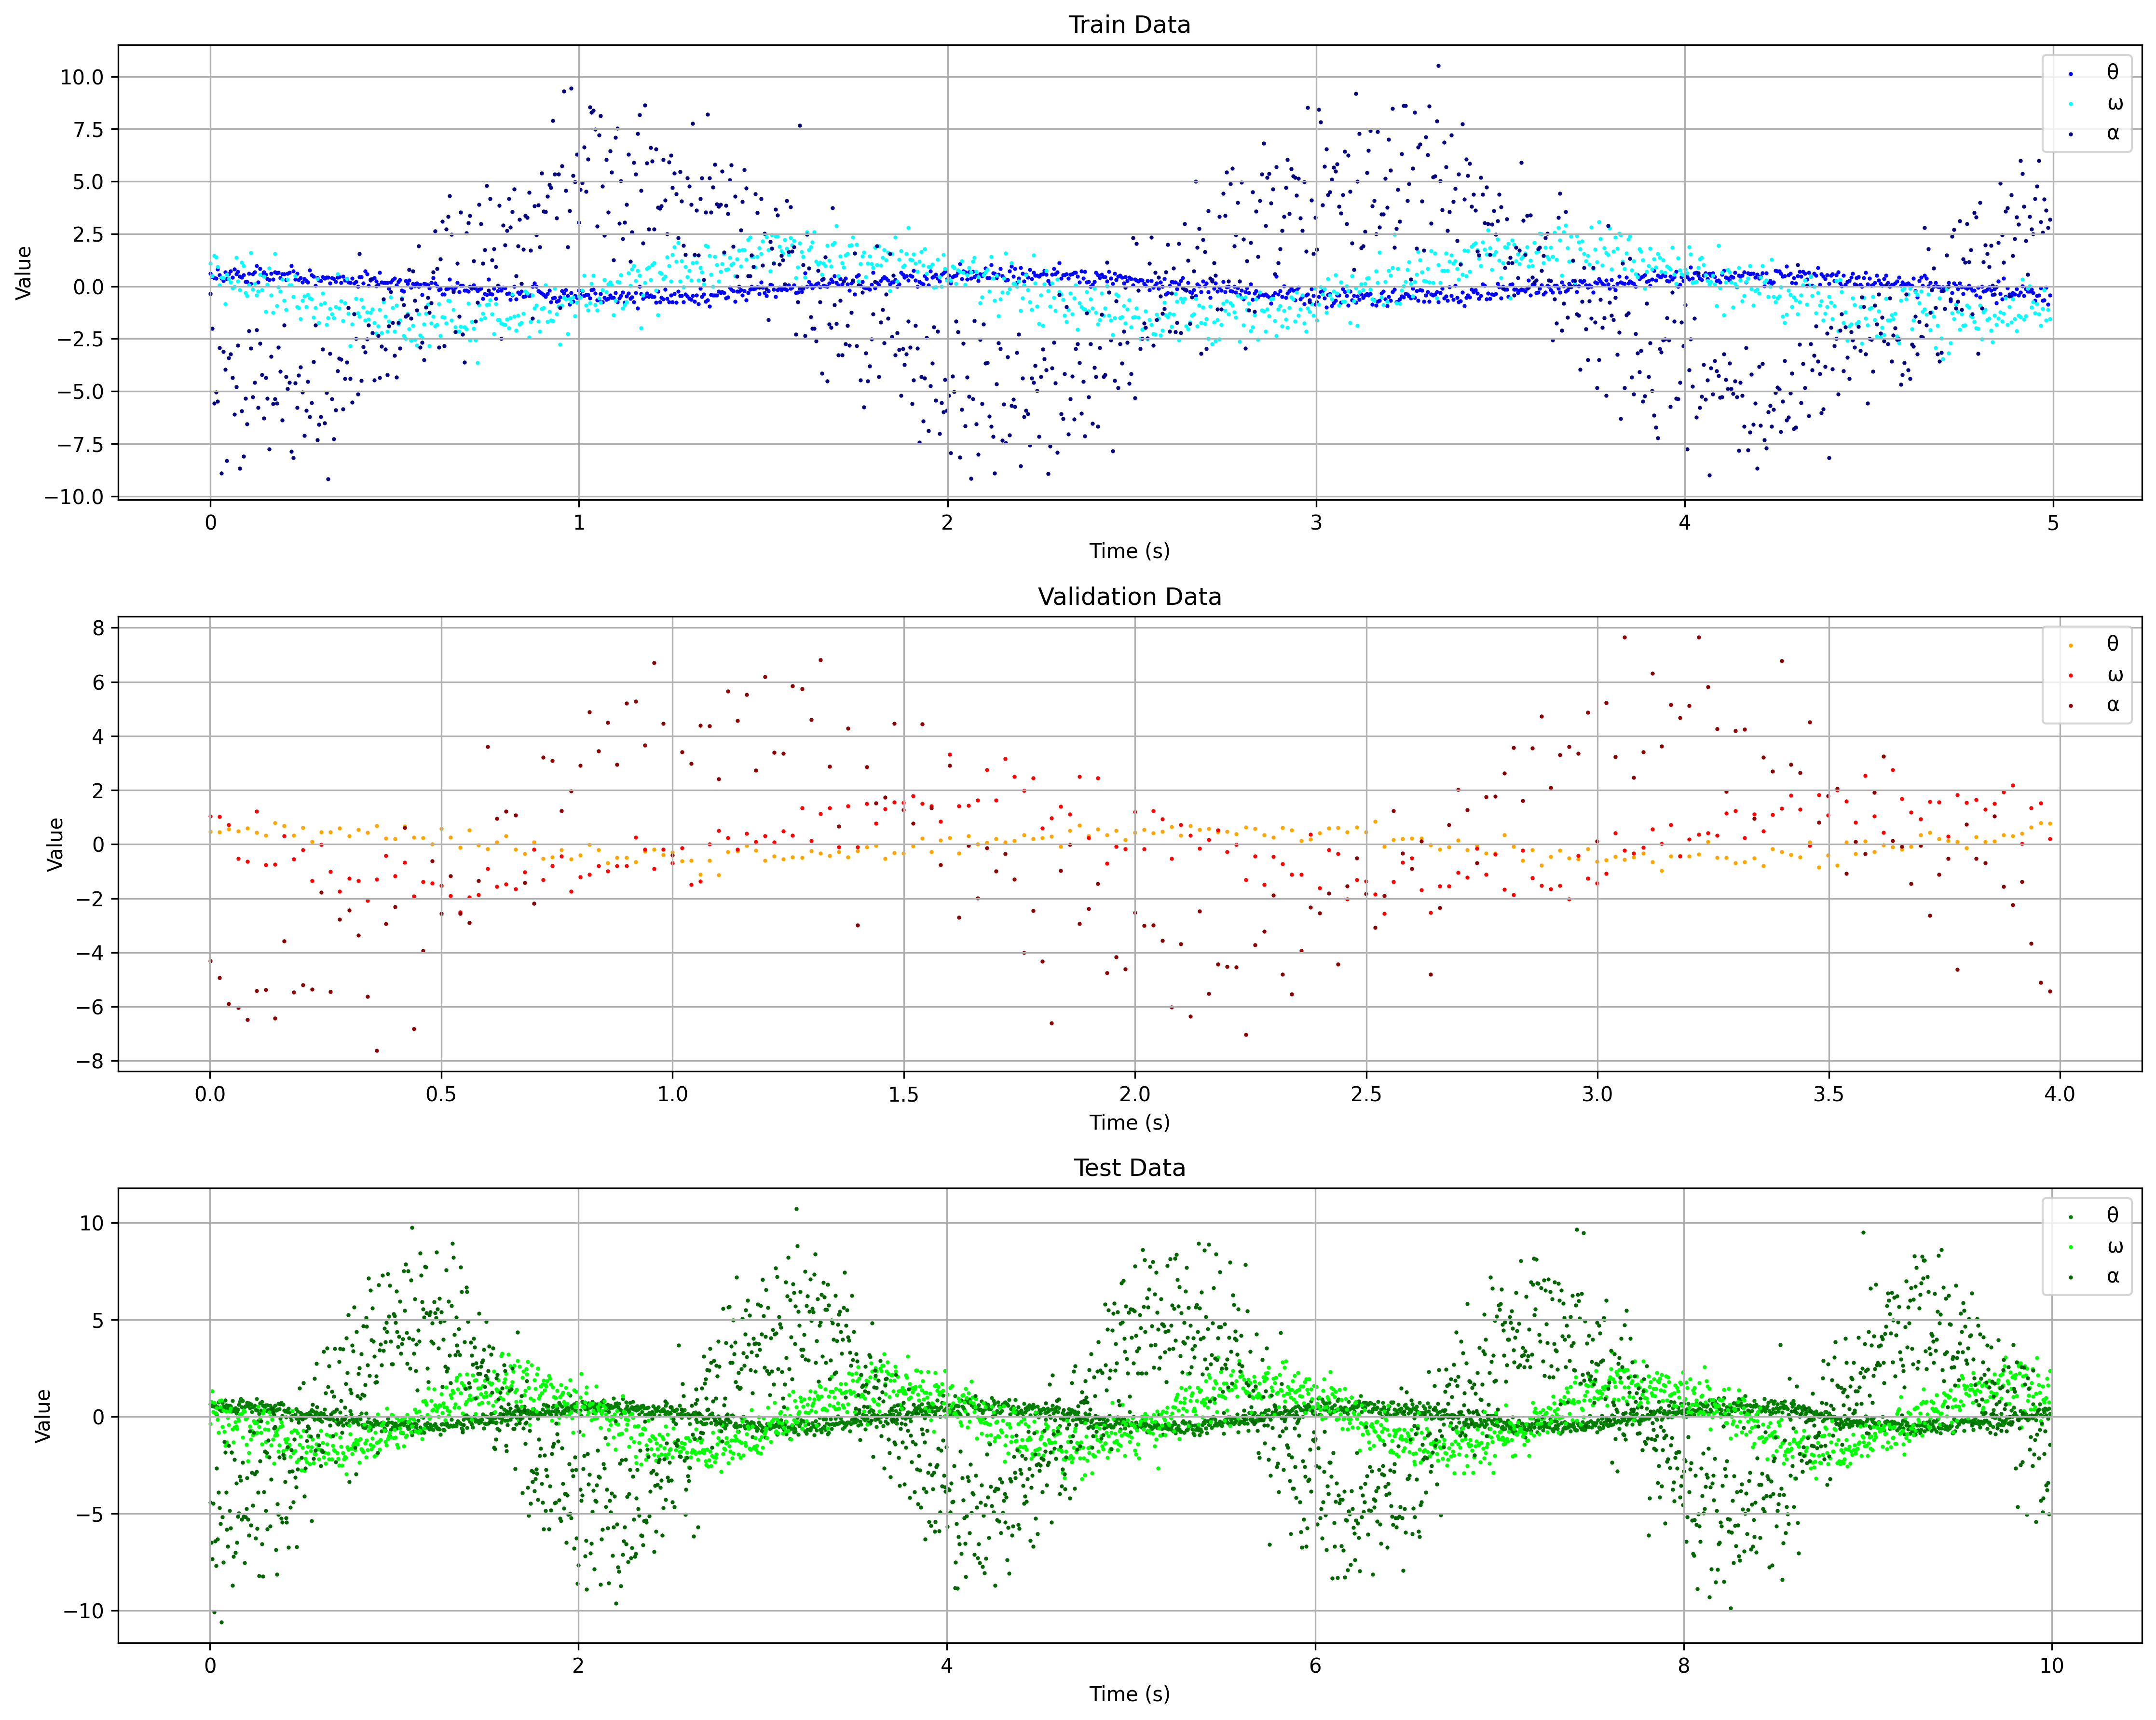 Train Data
10.0
7.5
5.0
2.5
0.0
−2.5
−5.0
−7.5
−10.0
Value
0 1 2 3 4 5
Time (s)
θ
ω
α
Validation Data
8
6
4
2
0
−2
−4
−6
−8
Value
0.0 0.5 1.0 1.5 2.0 2.5 3.0 3.5 4.0
Time (s)
θ
ω
α
Test Data
10
5
0
−5
−10
Value
0 2 4 6 8 10
Time (s)
θ
ω
α